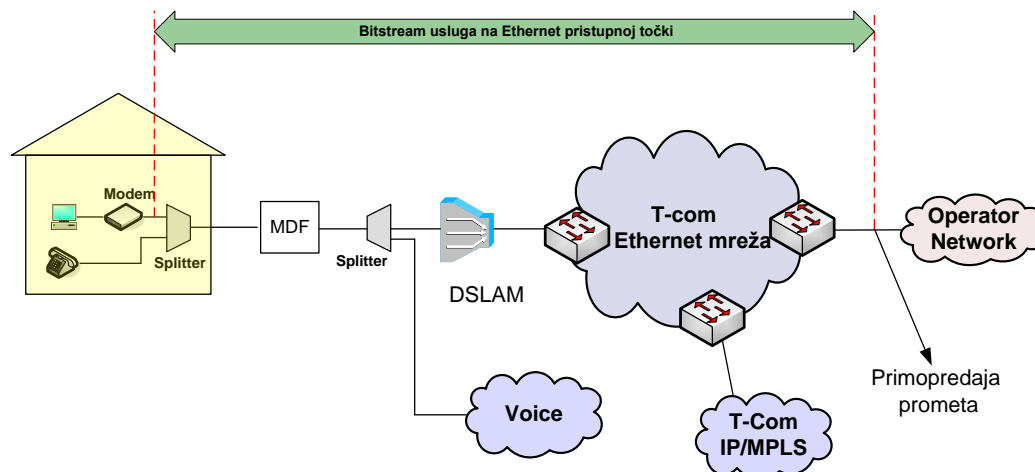 Bitstream usluga na Ethernet pristupnoj točki
Modem
Splitter
MDF
Splitter
DSLAM
T-com
Ethernet mreža
Operator
Network
Voice
T-Com
IP/MPLS
Primopredaja
prometa